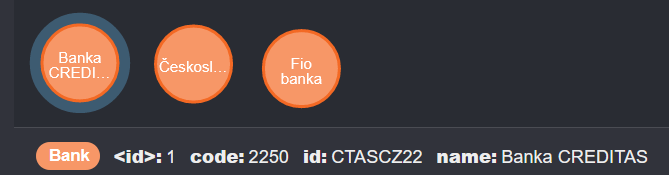 Banka
CREDI…
Českosl…
Fio
banka
Bank <id>: 1 code: 2250 id: CTASCZ22 name: Banka CREDITAS